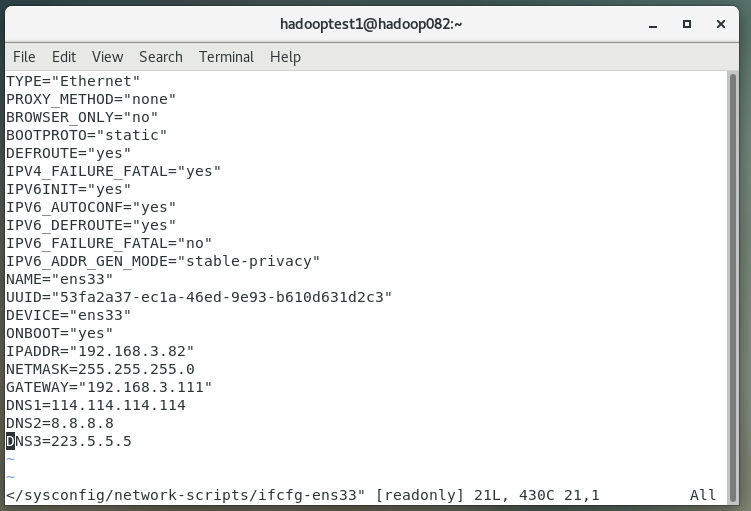 hadooptest1@hadoop082:~
File Edit View Search Terminal Help
TYPE="Ethernet"
PROXY_METHOD="none"
BROWSER_ONLY="no"
BOOTPROTO="static"
DEFROUTE="yes"
IPV4_FAILURE_FATAL="yes"
IPV6INIT="yes"
IPV6_AUTOCONF="yes"
IPV6_DEFROUTE="yes"
IPV6_FAILURE_FATAL="no"
IPV6_ADDR_GEN_MODE="stable-privacy"
NAME="ens33"
UUID="53fa2a37-ec1a-46ed-9e93-b610d631d2c3"
DEVICE="ens33"
ONBOOT="yes"
IPADDR="192.168.3.82"
NETMASK=255.255.255.0
GATEWAY="192.168.3.111"
DNS1=114.114.114.114
DNS2=8.8.8.8
DNS3=223.5.5.5
~
~
</sysconfig/network-scripts/ifcfg-ens33" [readonly] 21L, 430C 21,1 All